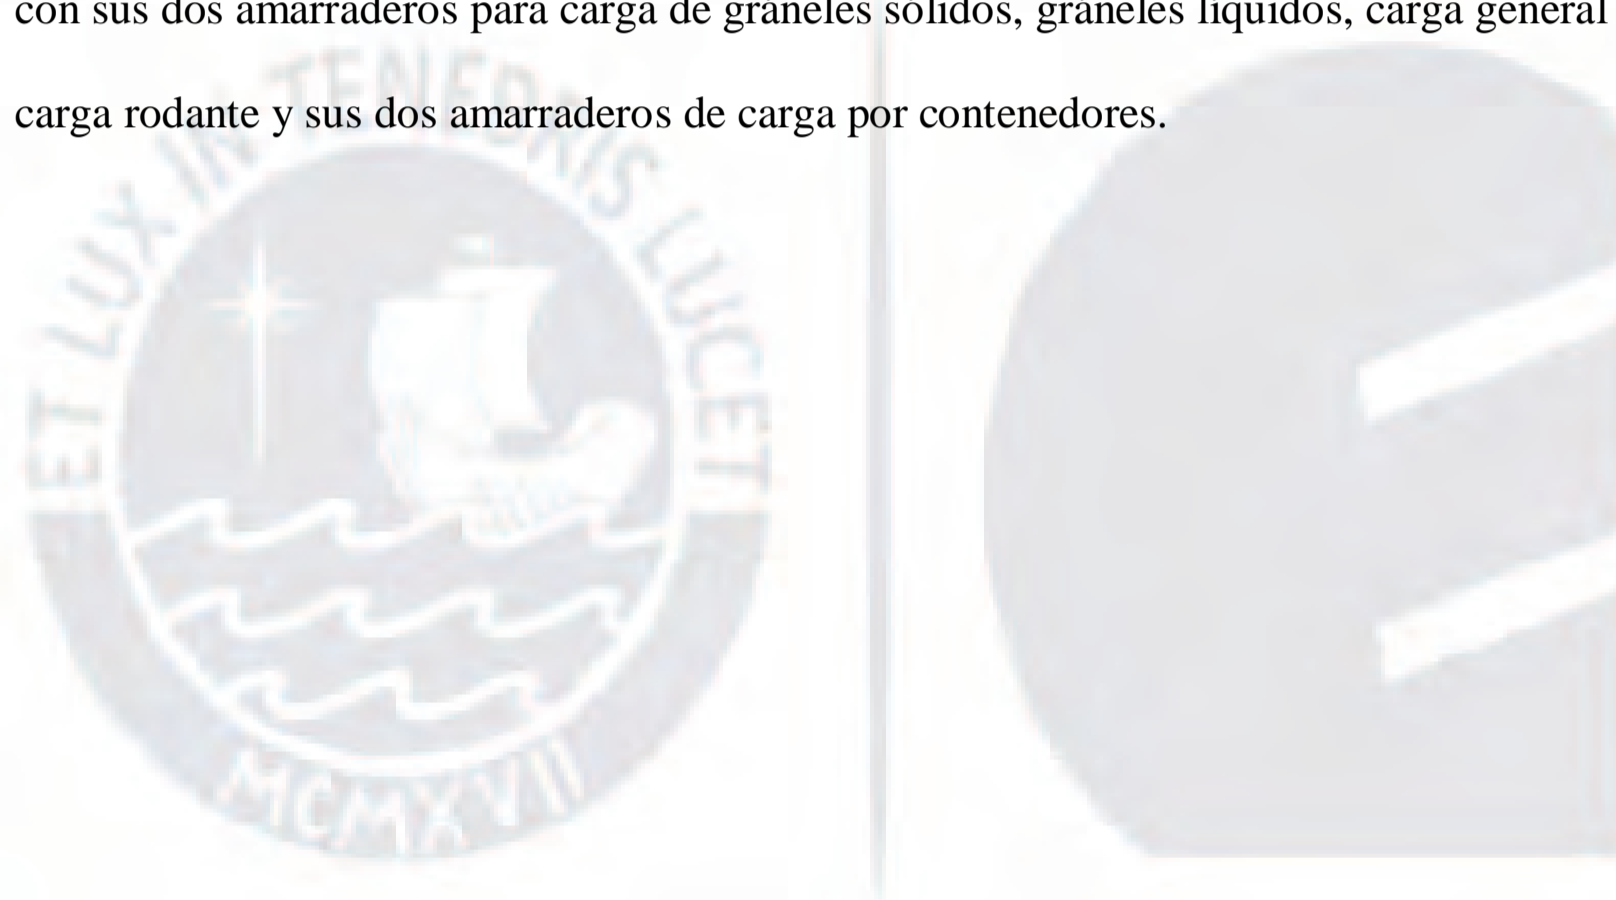 con sus dos amarraderos para carga de gráneles sólidos, gráneles líquidos, carga general
carga rodante y sus dos amarraderos de carga por contenedores.
ET LUX IN TENEBRIS LUCET
MCMXVII